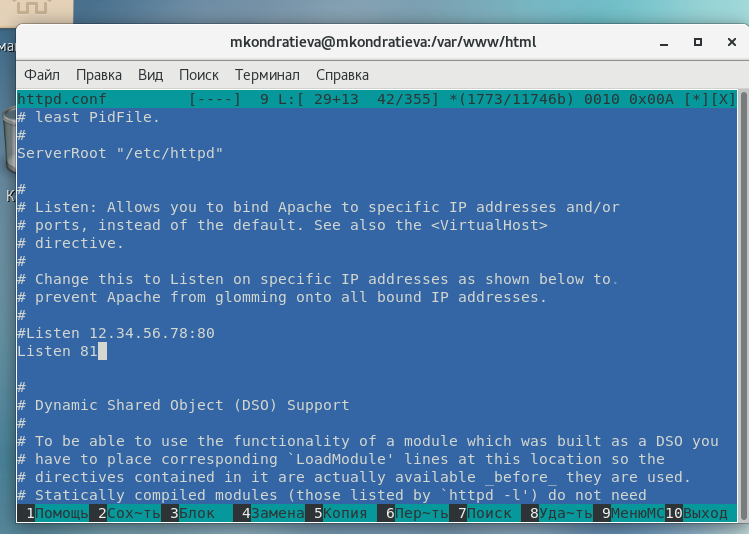 mkondratieva@mkondratieva:/var/www/html
Файл Правка Вид Поиск Терминал Справка
httpd.conf [----] 9 L:[ 29+13 42/355] *(1773/11746b) 0010 0x00A [*][X]
# least PidFile.
#
ServerRoot "/etc/httpd"
#
# Listen: Allows you to bind Apache to specific IP addresses and/or
# ports, instead of the default. See also the <VirtualHost>
# directive.
#
# Change this to Listen on specific IP addresses as shown below to.
# prevent Apache from glomming onto all bound IP addresses.
#
#Listen 12.34.56.78:80
Listen 81
#
# Dynamic Shared Object (DSO) Support
#
# To be able to use the functionality of a module which was built as a DSO you
# have to place corresponding `LoadModule' lines at this location so the
# directives contained in it are actually available _before_ they are used.
# Statically compiled modules (those listed by `httpd -l') do not need
1Помощь 2Сох~ть 3Блок 4Замена 5Копия 6Пер~ть 7Поиск 8Уда~ть 9МенюМС 10Выход